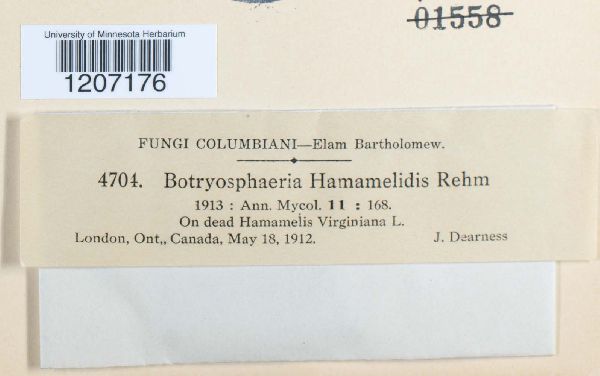 01558
University of Minnesota Herbarium
1207176
FUNGI COLUMBIANI—Elam Bartholomew.
4704. Botryosphaeria Hamamelidis Rehm
1913 : Ann. Mycol. 11 : 168.
On dead Hamamelis Virginiana L.
London, Ont,, Canada, May 18, 1912. J. Dearness